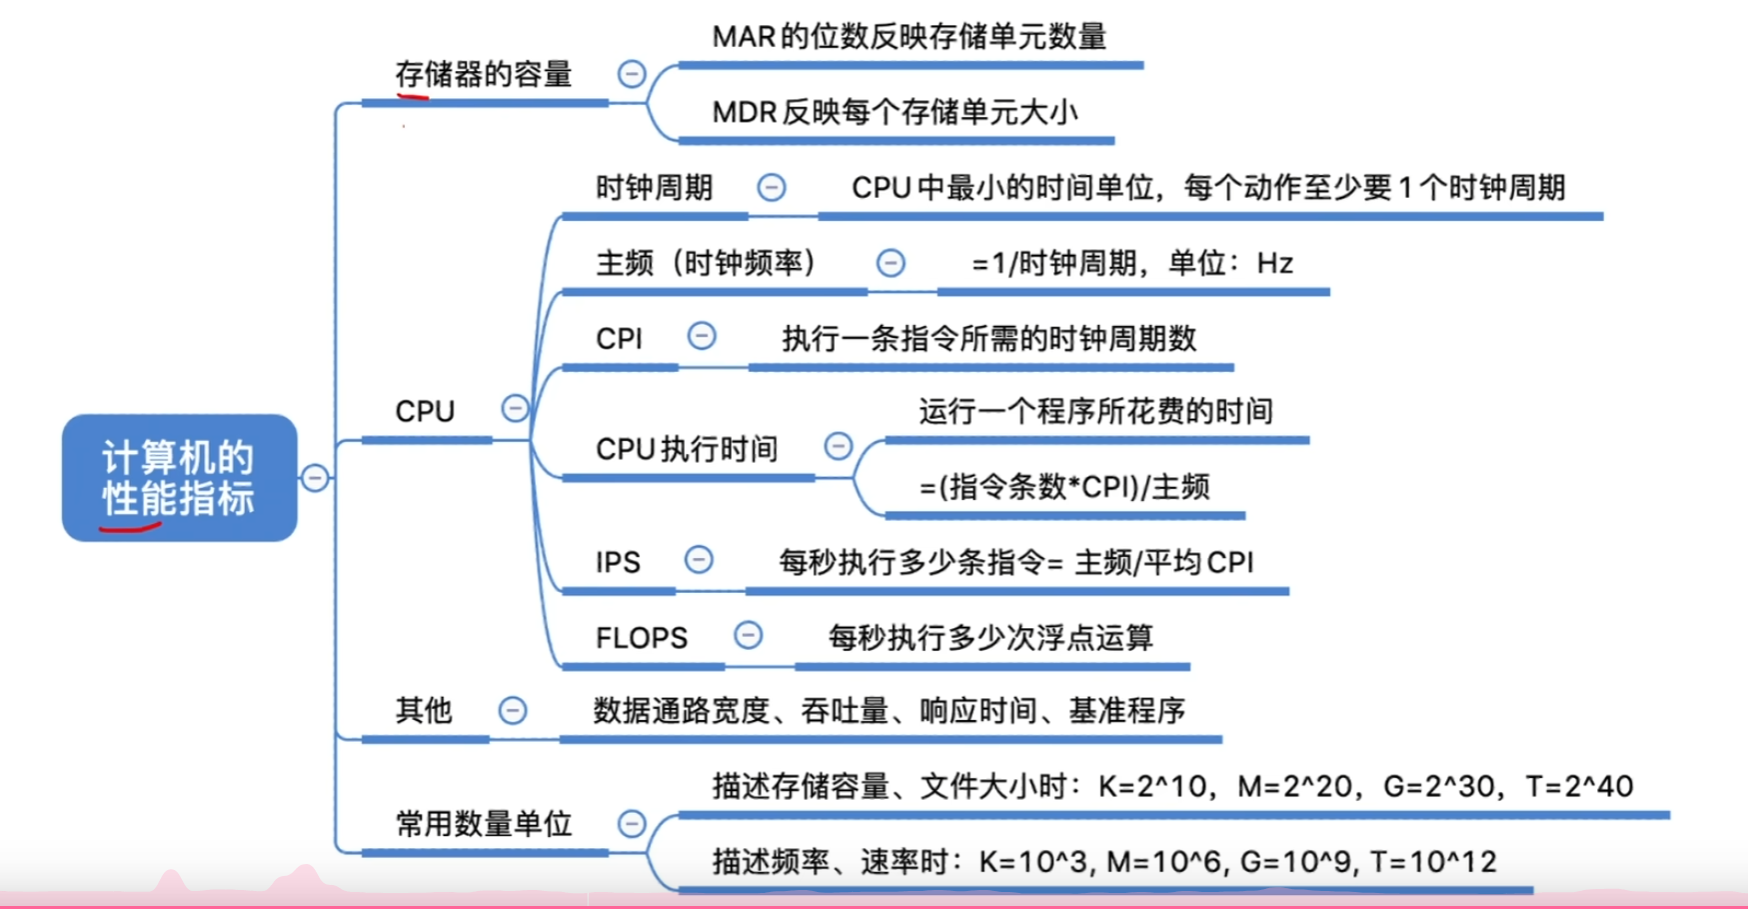 计算机的
性能指标
存储器的容量
MAR的位数反映存储单元数量
MDR反映每个存储单元大小
CPU
时钟周期
CPU中最小的时间单位，每个动作至少要1个时钟周期
主频（时钟频率）
=1/时钟周期，单位：Hz
CPI
执行一条指令所需的时钟周期数
CPU执行时间
运行一个程序所花费的时间
=(指令条数*CPI)/主频
IPS
每秒执行多少条指令= 主频/平均CPI
FLOPS
每秒执行多少次浮点运算
其他
数据通路宽度、吞吐量、响应时间、基准程序
常用数量单位
描述存储容量、文件大小时：K=2^10，M=2^20，G=2^30，T=2^40
描述频率、速率时：K=10^3, M=10^6, G=10^9, T=10^12